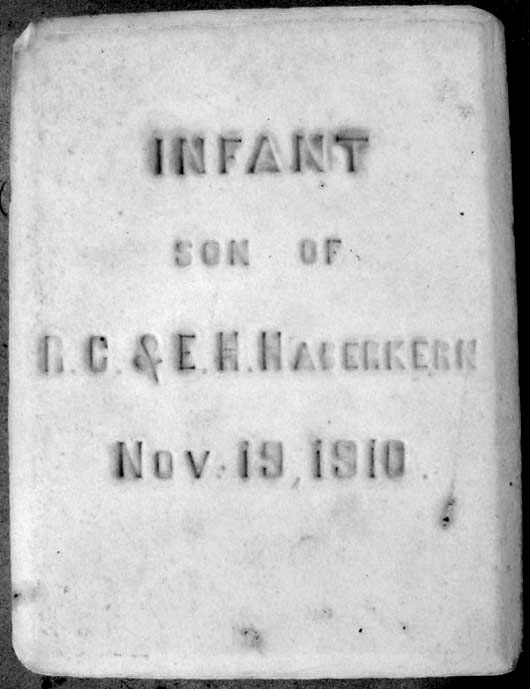 INFANT
SON OF
R. C. & E. H. HABERKERN
NOV. 19, 1910.